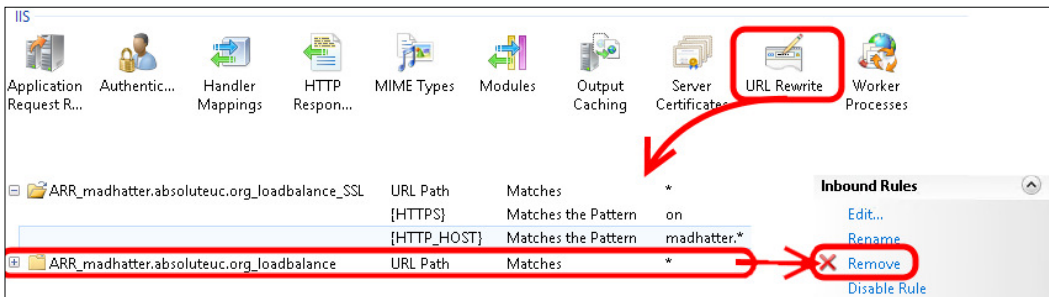 IIS
Application Request R...
Authentic...
Handler Mappings
HTTP Respon...
MIME Types
Modules
Output Caching
Server Certificates
URL Rewrite
Worker Processes
ARR_madhatter.absoluteuc.org_loadbalance_SSL URL Path Matches *
{HTTPS} Matches the Pattern on
{HTTP_HOST} Matches the Pattern madhatter.*
ARR_madhatter.absoluteuc.org_loadbalance URL Path Matches *
Inbound Rules
Edit...
Rename
Remove
Disable Rule